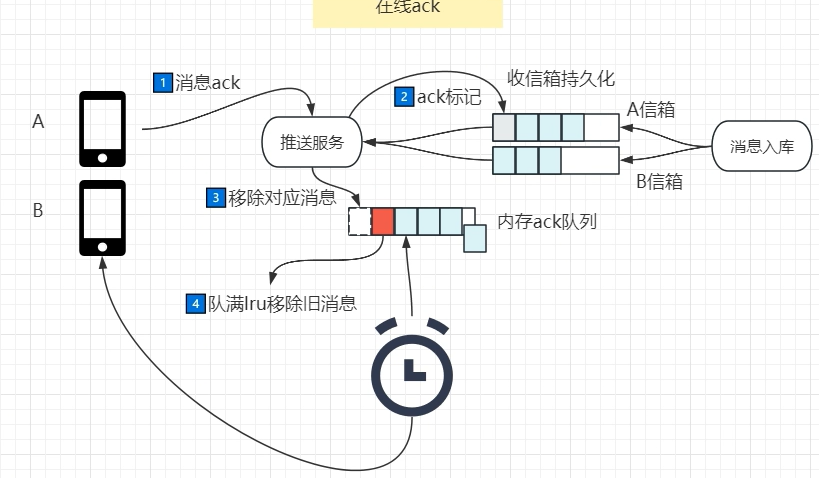 在线ack
1 消息ack
2 ack标记
收信箱持久化
A
A信箱
推送服务
消息入库
B信箱
B
3 移除对应消息
内存ack队列
4 队满lru移除旧消息